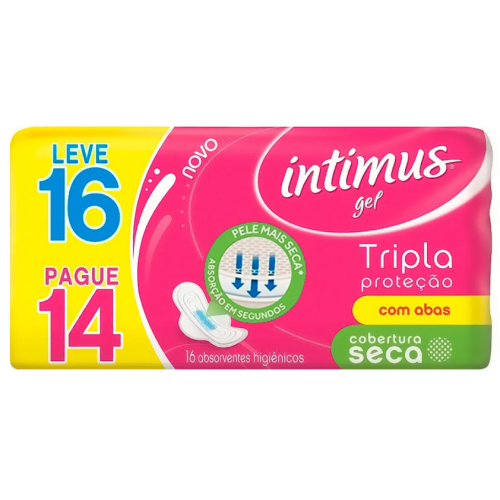 LEVE
16
PAGUE
14
novo
intimus
gel
PELE MAIS SECA*
ABSORÇÃO EM SEGUNDOS
Tripla
proteção
com abas
cobertura
seca
16 absorventes higiênicos